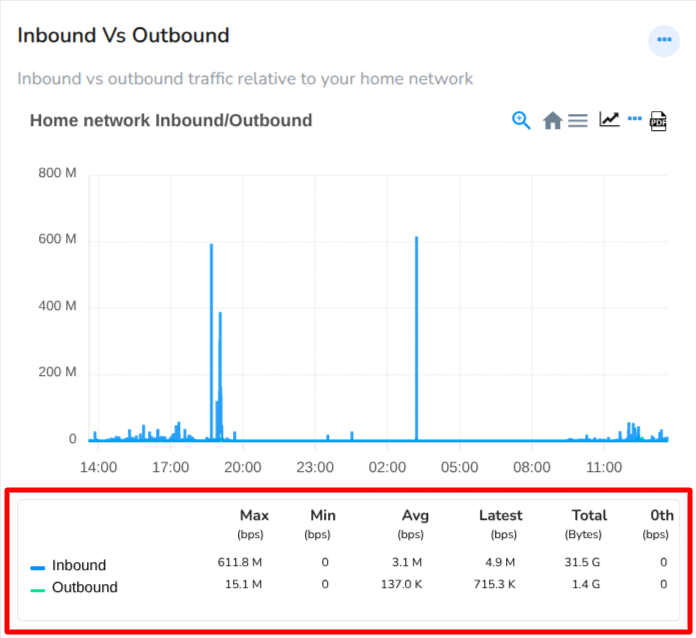 Inbound Vs Outbound
Inbound vs outbound traffic relative to your home network
Home network Inbound/Outbound
PDF
800 M
600 M
400 M
200 M
0
14:00 17:00 20:00 23:00 02:00 05:00 08:00 11:00
Max Min Avg Latest Total 0th
(bps) (bps) (bps) (bps) (Bytes) (bps)
Inbound 611.8 M 0 3.1 M 4.9 M 31.5 G 0
Outbound 15.1 M 0 137.0 K 715.3 K 1.4 G 0